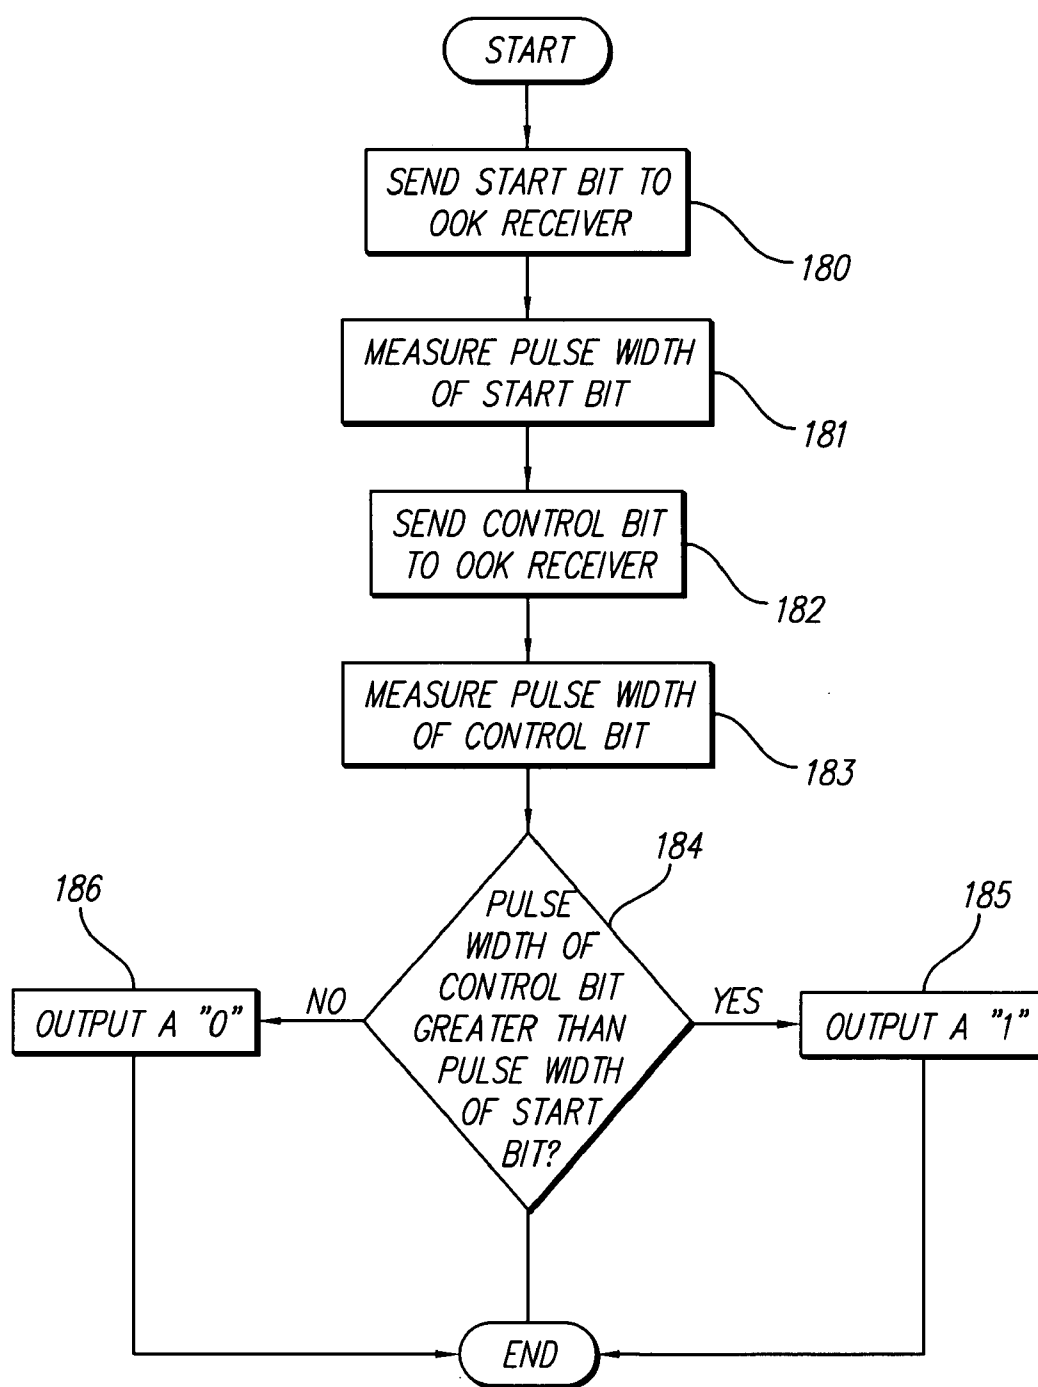 START
SEND START BIT TO
OOK RECEIVER
180
MEASURE PULSE WIDTH
OF START BIT
181
SEND CONTROL BIT
TO OOK RECEIVER
182
MEASURE PULSE WIDTH
OF CONTROL BIT
183
184
PULSE
WIDTH OF
CONTROL BIT
GREATER THAN
PULSE WIDTH
OF START
BIT?
NO
186
OUTPUT A "0"
YES
185
OUTPUT A "1"
END